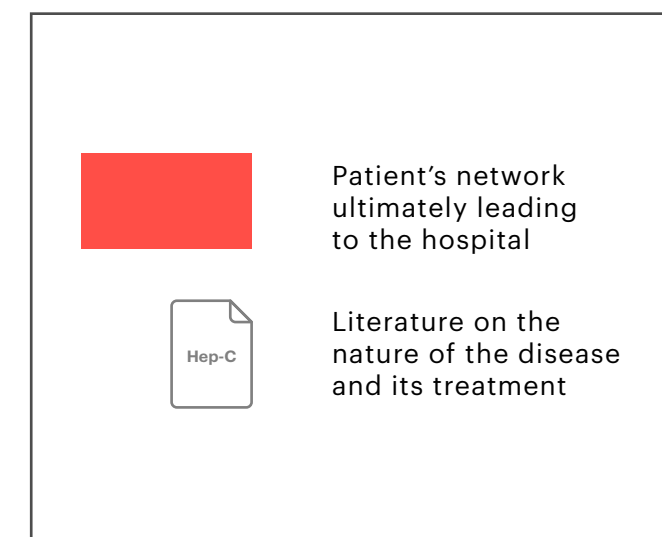 Patient’s network
ultimately leading
to the hospital
Hep-C
Literature on the
nature of the disease
and its treatment